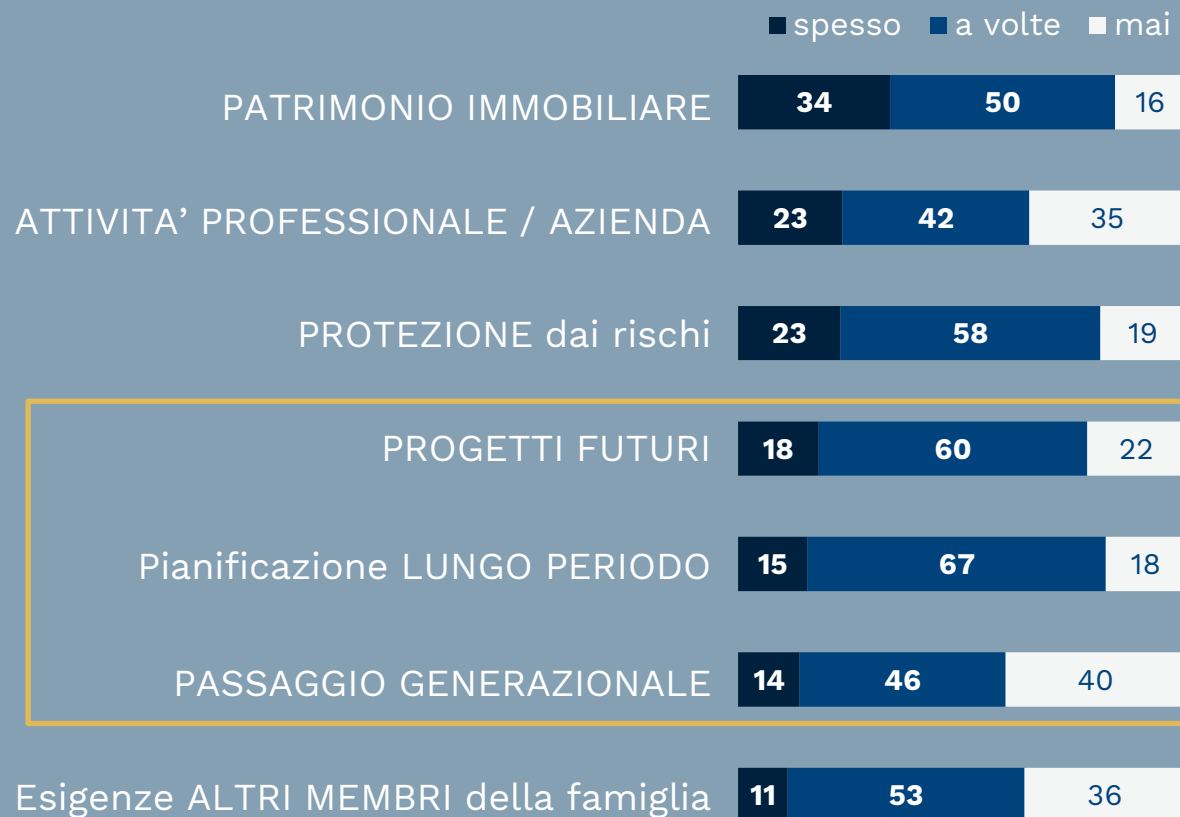 spesso a volte mai
PATRIMONIO IMMOBILIARE 34 50 16
ATTIVITA’ PROFESSIONALE / AZIENDA 23 42 35
PROTEZIONE dai rischi 23 58 19
PROGETTI FUTURI 18 60 22
Pianificazione LUNGO PERIODO 15 67 18
PASSAGGIO GENERAZIONALE 14 46 40
Esigenze ALTRI MEMBRI della famiglia 11 53 36